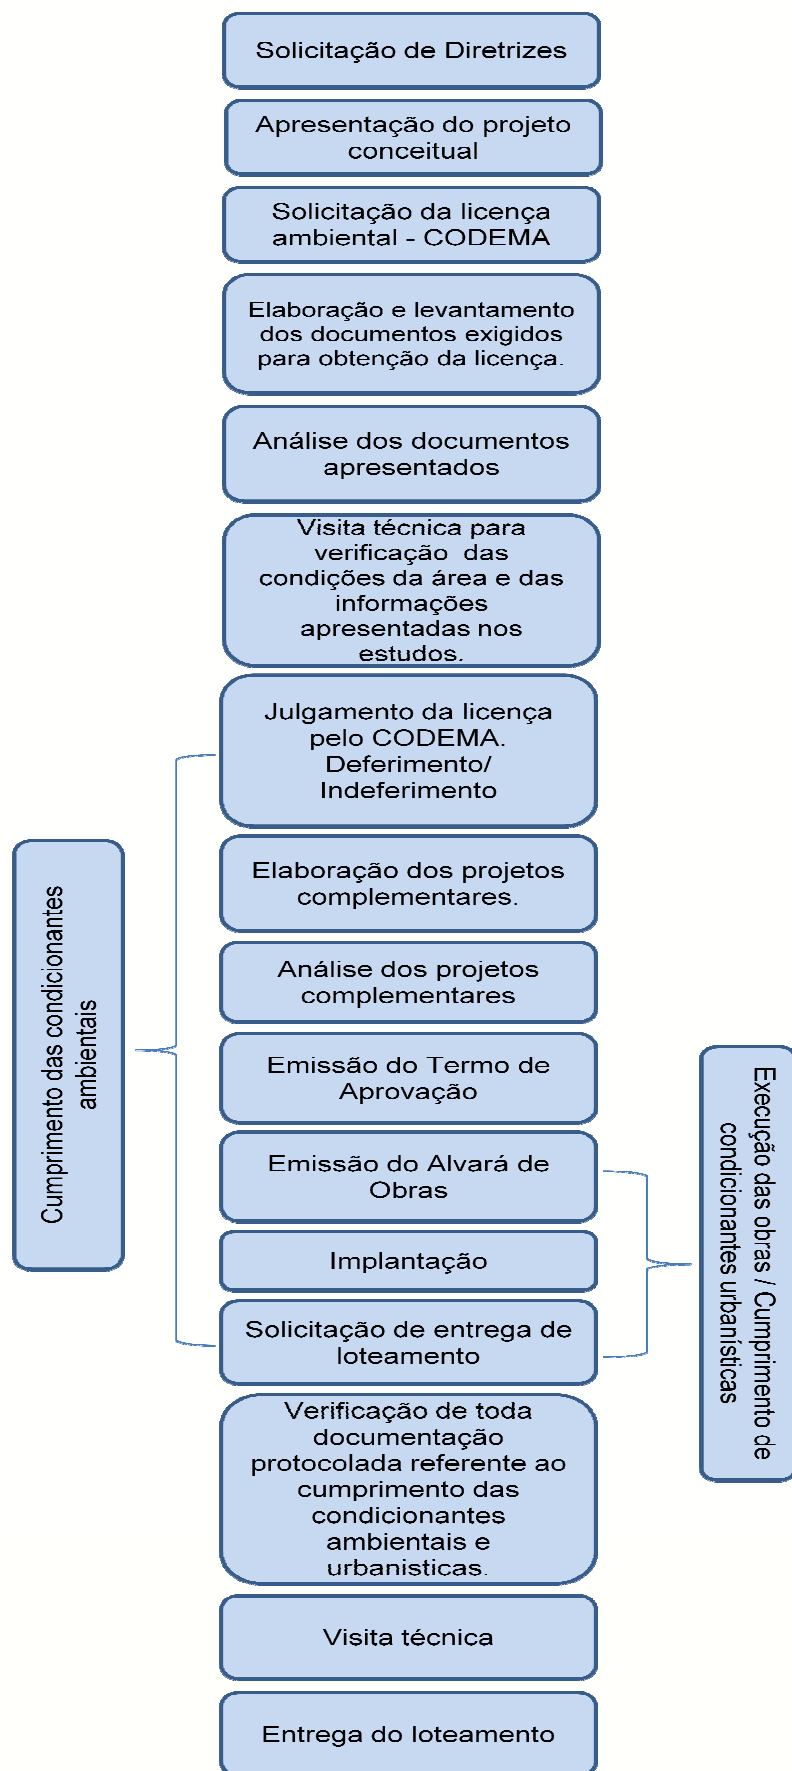 Solicitação de Diretrizes
Apresentação do projeto
conceitual
Solicitação da licença
ambiental - CODEMA
Elaboração e levantamento
dos documentos exigidos
para obtenção da licença.
Análise dos documentos
apresentados
Visita técnica para
verificação das
condições da área e das
informações
apresentadas nos
estudos.
Julgamento da licença
pelo CODEMA.
Deferimento/
Indeferimento
Elaboração dos projetos
complementares.
Análise dos projetos
complementares
Emissão do Termo de
Aprovação
Emissão do Alvará de
Obras
Implantação
Solicitação de entrega de
loteamento
Verificação de toda
documentação
protocolada referente ao
cumprimento das
condicionantes
ambientais e
urbanisticas.
Visita técnica
Entrega do loteamento
Cumprimento das condicionantes
ambientais
Execução das obras / Cumprimento de
condicionantes urbanísticas